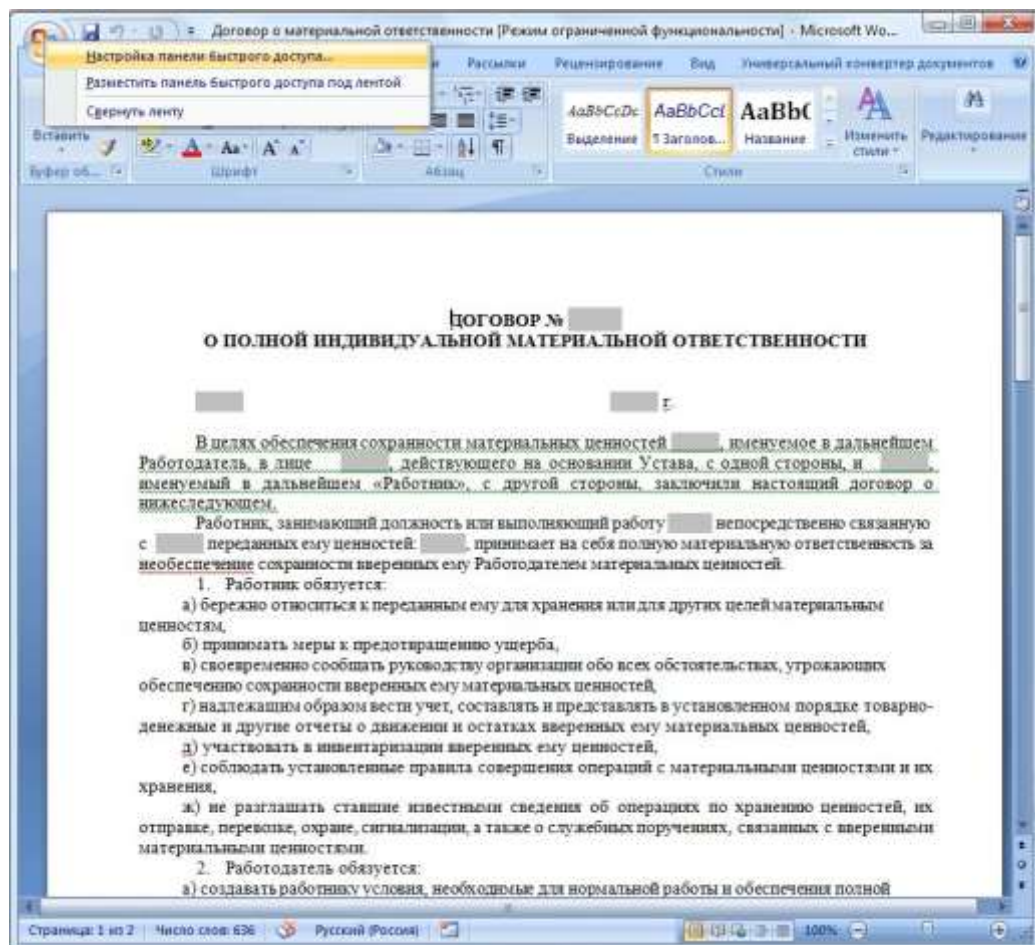 Договор о материальной ответственности [Режим ограниченной функциональности] - Microsoft Wo...
Настройка панели быстрого доступа...
Разместить панель быстрого доступа под лентой
Свернуть ленту
Рассылки Рецензирование Вид Универсальный конвертер документов
Вставить
AaBbCcDc AaBbCcI AaBbC
Выделение ¶ Заголов... Название
Изменить стили
Редактирование
Буфер об... Шрифт Абзац Стили
ДОГОВОР №
О ПОЛНОЙ ИНДИВИДУАЛЬНОЙ МАТЕРИАЛЬНОЙ ОТВЕТСТВЕННОСТИ
г.
В целях обеспечения сохранности материальных ценностей , именуемое в дальнейшем
Работодатель, в лице , действующего на основании Устава, с одной стороны, и ,
именуемый в дальнейшем «Работник», с другой стороны, заключили настоящий договор о
нижеследующем.
Работник, занимающий должность или выполняющий работу непосредственно связанную
с переданных ему ценностей: , принимает на себя полную материальную ответственность за
необеспечение сохранности вверенных ему Работодателем материальных ценностей.
1. Работник обязуется:
а) бережно относиться к переданным ему для хранения или для других целей материальным
ценностям,
б) принимать меры к предотвращению ущерба,
в) своевременно сообщать руководству организации обо всех обстоятельствах, угрожающих
обеспечению сохранности вверенных ему материальных ценностей,
г) надлежащим образом вести учет, составлять и представлять в установленном порядке товарно-
денежные и другие отчеты о движении и остатках вверенных ему материальных ценностей,
д) участвовать в инвентаризации вверенных ему ценностей,
е) соблюдать установленные правила совершения операций с материальными ценностями и их
хранения,
ж) не разглашать ставшие известными сведения об операциях по хранению ценностей, их
отправке, перевозке, охране, сигнализации, а также о служебных поручениях, связанных с вверенными
материальными ценностями.
2. Работодатель обязуется:
а) создавать работнику условия, необходимые для нормальной работы и обеспечения полной
Страница: 1 из 2 Число слов: 636 Русский (Россия) 100%